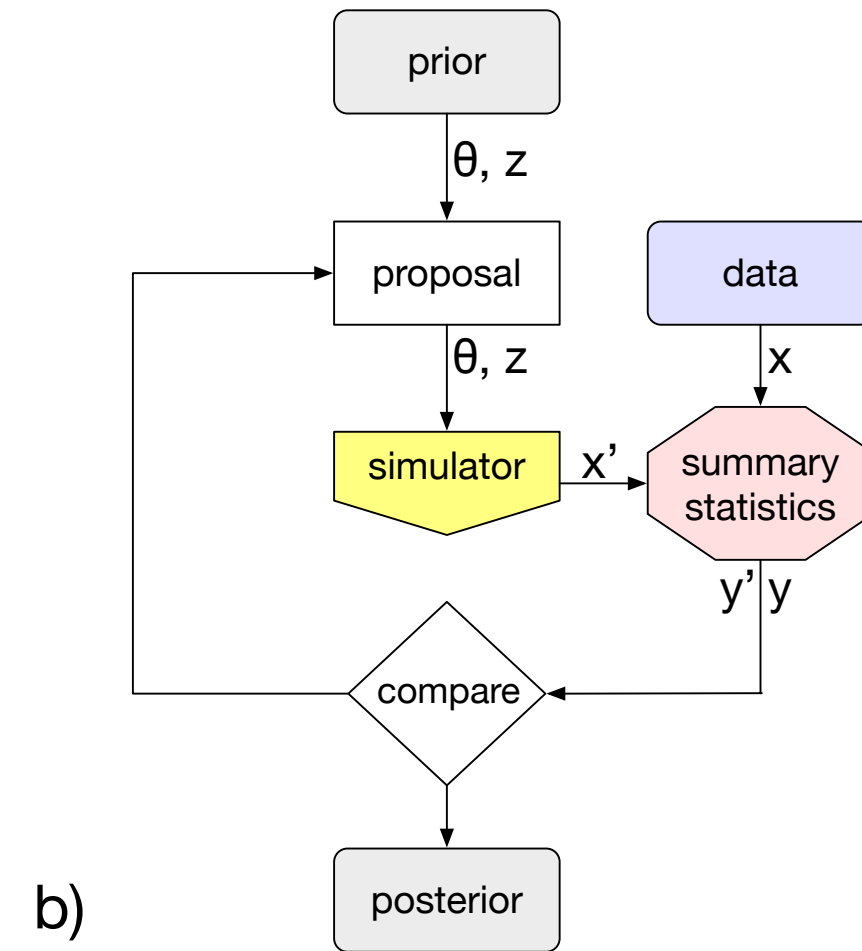 prior
θ, z
proposal
data
θ, z
x
simulator
x’
summary
statistics
y’ y
compare
posterior
b)